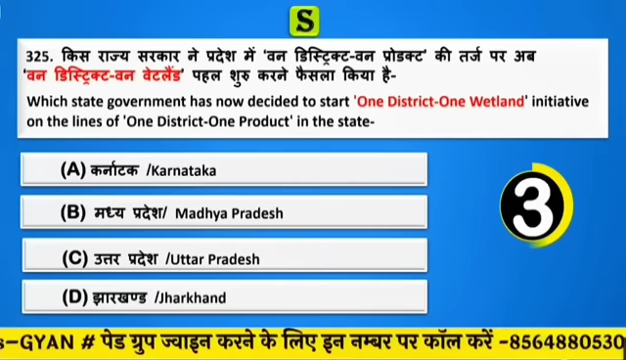 S
325. किस राज्य सरकार ने प्रदेश में 'वन डिस्ट्रिक्ट-वन प्रोडक्ट' की तर्ज पर अब
'वन डिस्ट्रिक्ट-वन वेटलैंड' पहल शुरु करने फैसला किया है-
Which state government has now decided to start 'One District-One Wetland' initiative
on the lines of 'One District-One Product' in the state-
(A) कर्नाटक /Karnataka
(B) मध्य प्रदेश/ Madhya Pradesh
(C) उत्तर प्रदेश /Uttar Pradesh
(D) झारखण्ड /Jharkhand
3
s-GYAN # पेड ग्रुप ज्वाइन करने के लिए इन नम्बर पर कॉल करें -8564880530